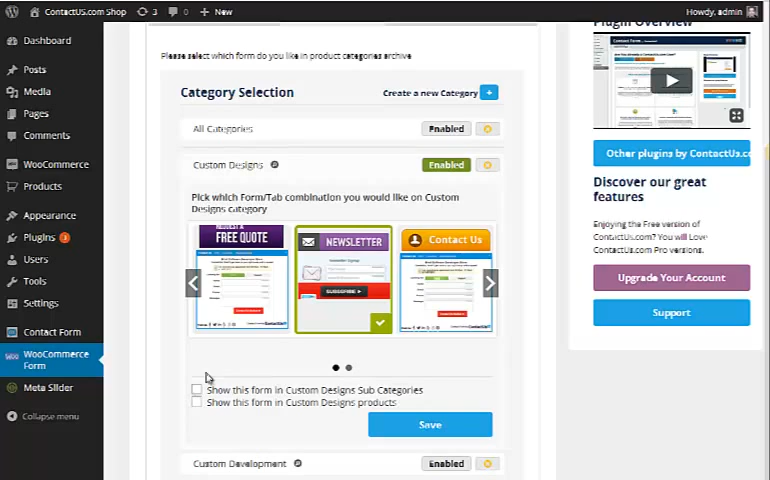 ContactUS.com Shop 3 0 New Howdy, admin
Dashboard
Posts
Media
Pages
Comments
WooCommerce
Products
Appearance
Plugins
Users
Tools
Settings
Contact Form
WooCommerce
Form
Meta Slider
Collapse menu
Please select which form do you like in product categories archive
Category Selection
Create a new Category +
All Categories Enabled
Custom Designs Enabled
Pick which Form/Tab combination you would like on Custom
Designs category
REQUEST A
FREE QUOTE
NEWSLETTER
SUBSCRIBE
Contact Us
Show this form in Custom Designs Sub Categories
Show this form in Custom Designs products
Save
Custom Development Enabled
Plugin Overview
Other plugins by ContactUs.co
Discover our great
features
Enjoying the Free version of
ContactUs.com? You will Love
ContactUs.com Pro versions.
Upgrade Your Account
Support